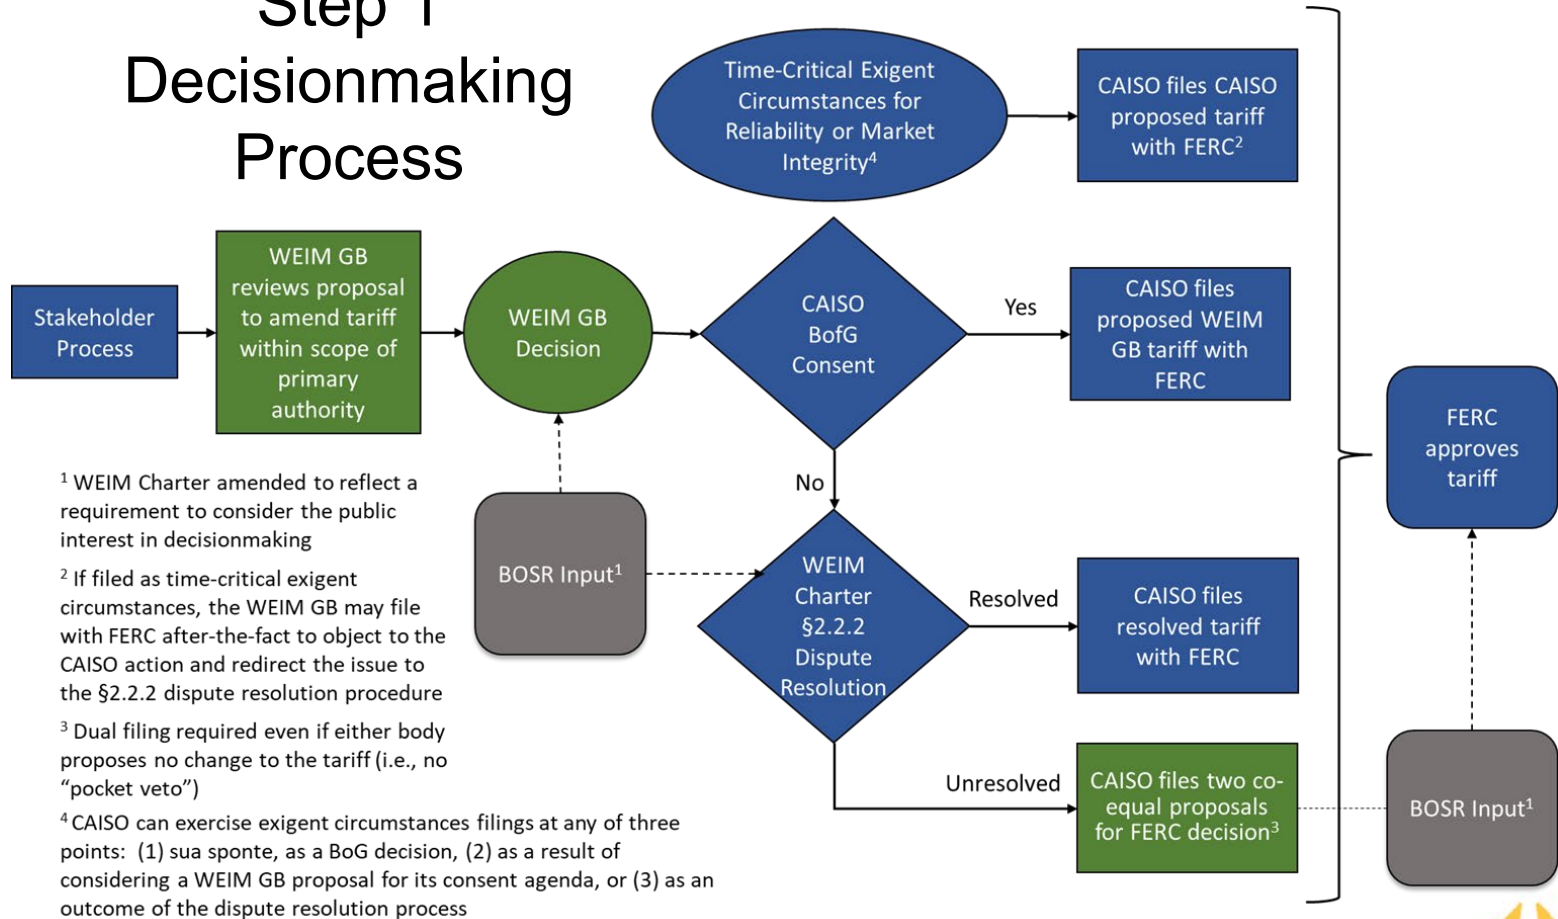 Step 1
Decisionmaking
Process
Time-Critical Exigent
Circumstances for
Reliability or Market
Integrity⁴
CAISO files CAISO
proposed tariff
with FERC²
Stakeholder
Process
WEIM GB
reviews proposal
to amend tariff
within scope of
primary
authority
WEIM GB
Decision
CAISO
BofG
Consent
Yes
CAISO files
proposed WEIM
GB tariff with
FERC
No
FERC
approves
tariff
BOSR Input¹
WEIM
Charter
§2.2.2
Dispute
Resolution
Resolved
CAISO files
resolved tariff
with FERC
Unresolved
CAISO files two co-
equal proposals
for FERC decision³
BOSR Input¹
¹ WEIM Charter amended to reflect a
requirement to consider the public
interest in decisionmaking
² If filed as time-critical exigent
circumstances, the WEIM GB may file
with FERC after-the-fact to object to the
CAISO action and redirect the issue to
the §2.2.2 dispute resolution procedure
³ Dual filing required even if either body
proposes no change to the tariff (i.e., no
“pocket veto”)
⁴ CAISO can exercise exigent circumstances filings at any of three
points: (1) sua sponte, as a BoG decision, (2) as a result of
considering a WEIM GB proposal for its consent agenda, or (3) as an
outcome of the dispute resolution process